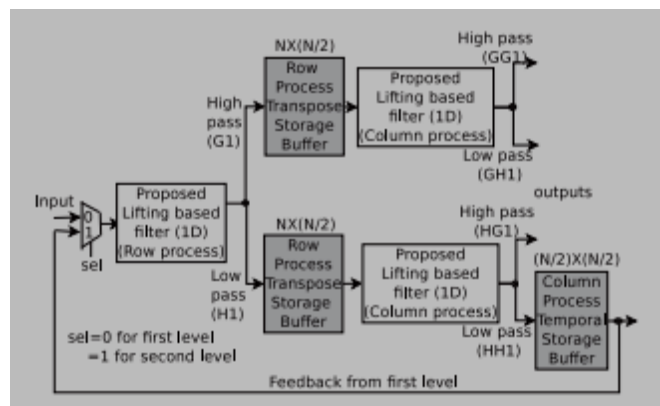 NX(N/2)
Row
Process
Transpose
Storage
Buffer
Proposed
Lifting based
filter (1D)
(Column process)
High pass
(GG1)
Low pass
(GH1)
High
pass
(G1)
outputs
Input
0
1
sel
Proposed
Lifting based
filter (1D)
(Row process)
Low
pass
(H1)
NX(N/2)
Row
Process
Transpose
Storage
Buffer
Proposed
Lifting based
filter (1D)
(Column process)
High pass
(HG1)
Low pass
(HH1)
(N/2)X(N/2)
Column
Process
Temporal
Storage
Buffer
sel=0 for first level
=1 for second level
Feedback from first level